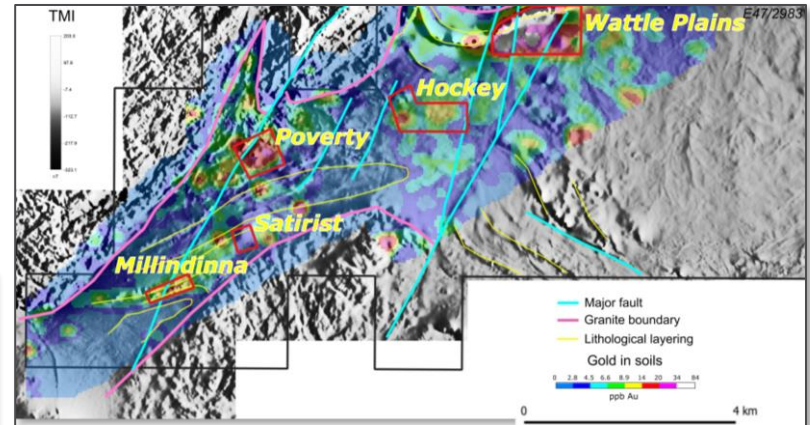 TMI
E47/2983
Wattle Plains
Hockey
Poverty
Satirist
Millindinna
Major fault
Granite boundary
Lithological layering
Gold in soils
0 2.8 4.5 6.6 8.9 14 20 34 84
ppb Au
0 4 km